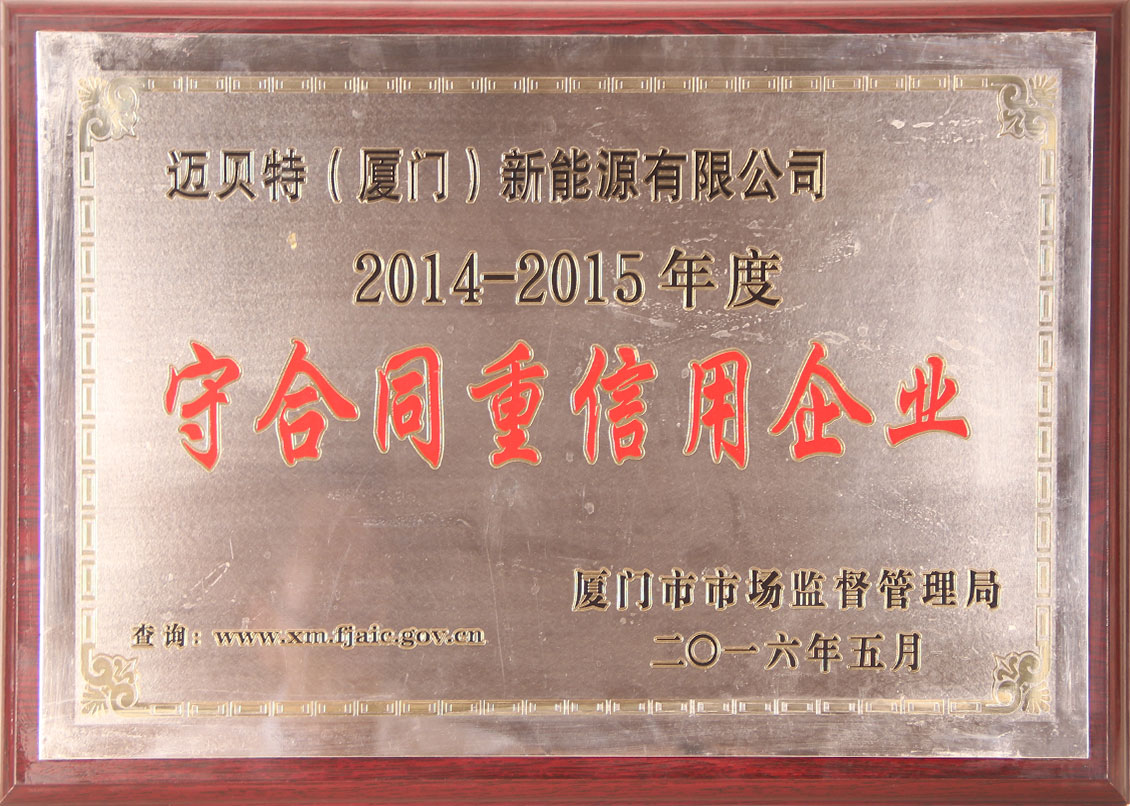 迈贝特（厦门）新能源有限公司
2014-2015年度
守合同重信用企业
厦门市市场监督管理局
查询：www.xm.fjaic.gov.cn
二〇一六年五月